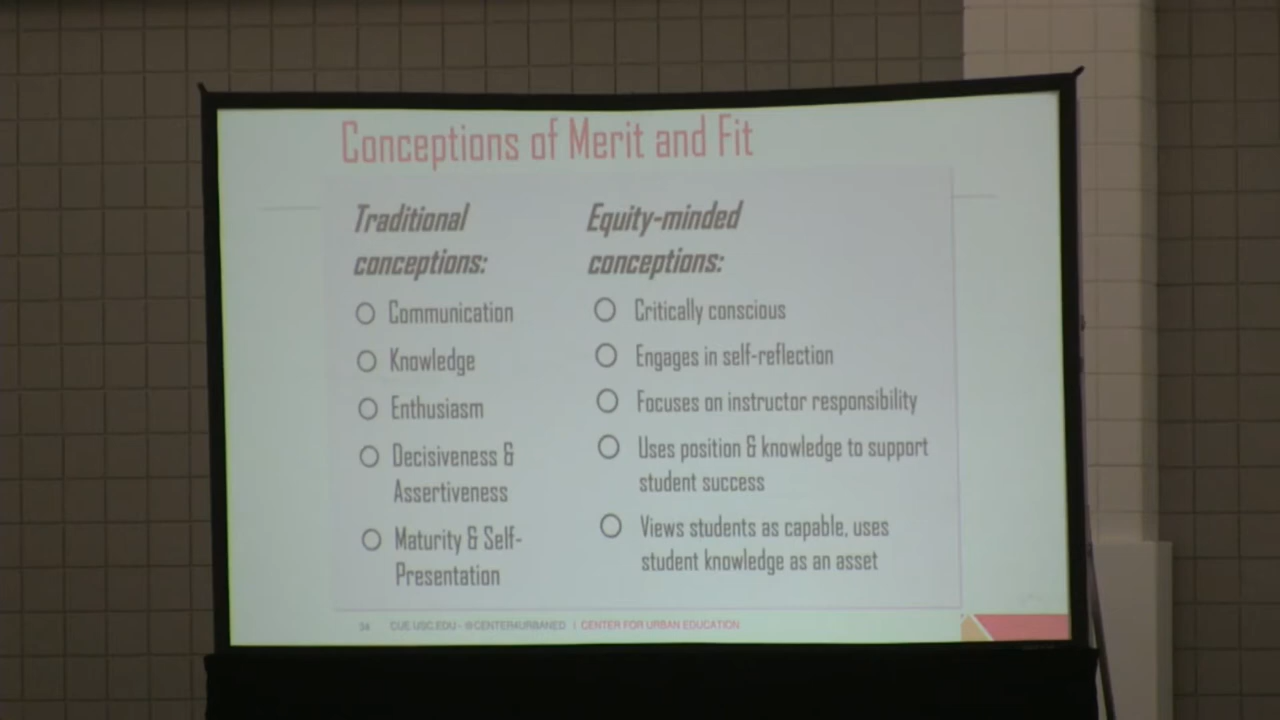 Conceptions of Merit and Fit
Traditional
conceptions:
Communication
Knowledge
Enthusiasm
Decisiveness &
Assertiveness
Maturity & Self-
Presentation
Equity-minded
conceptions:
Critically conscious
Engages in self-reflection
Focuses on instructor responsibility
Uses position & knowledge to support
student success
Views students as capable, uses
student knowledge as an asset
34 CUE.USC.EDU - @CENTER4URBANED | CENTER FOR URBAN EDUCATION